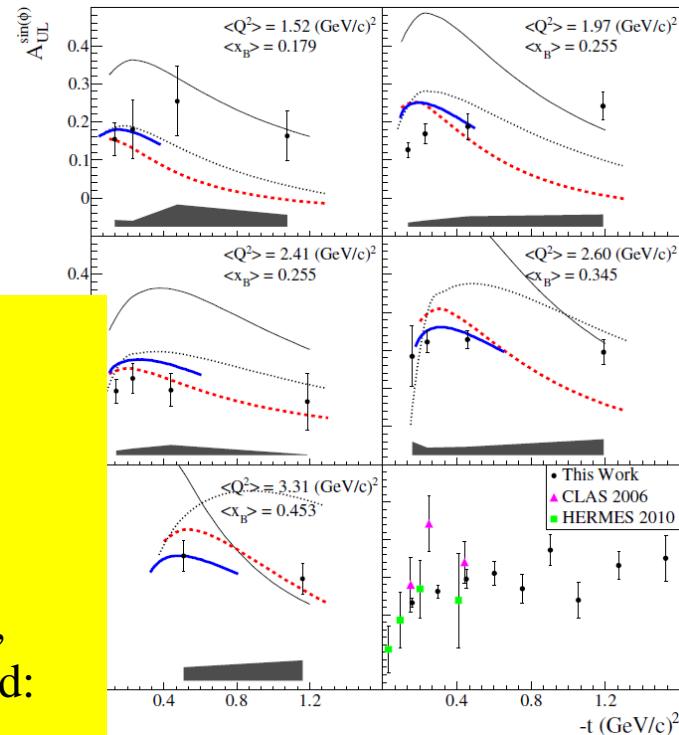 A_UL^sin(ϕ)
<Q²> = 1.52 (GeV/c)²
<x_B> = 0.179
<Q²> = 1.97 (GeV/c)²
<x_B> = 0.255
0.4
0.3
0.2
0.1
0
<Q²> = 2.41 (GeV/c)²
<x_B> = 0.255
<Q²> = 2.60 (GeV/c)²
<x_B> = 0.345
0.4
<Q²> = 3.31 (GeV/c)²
<x_B> = 0.453
This Work
CLAS 2006
HERMES 2010
,
d:
0.4 0.8 1.2 0.4 0.8 1.2
-t (GeV/c)²